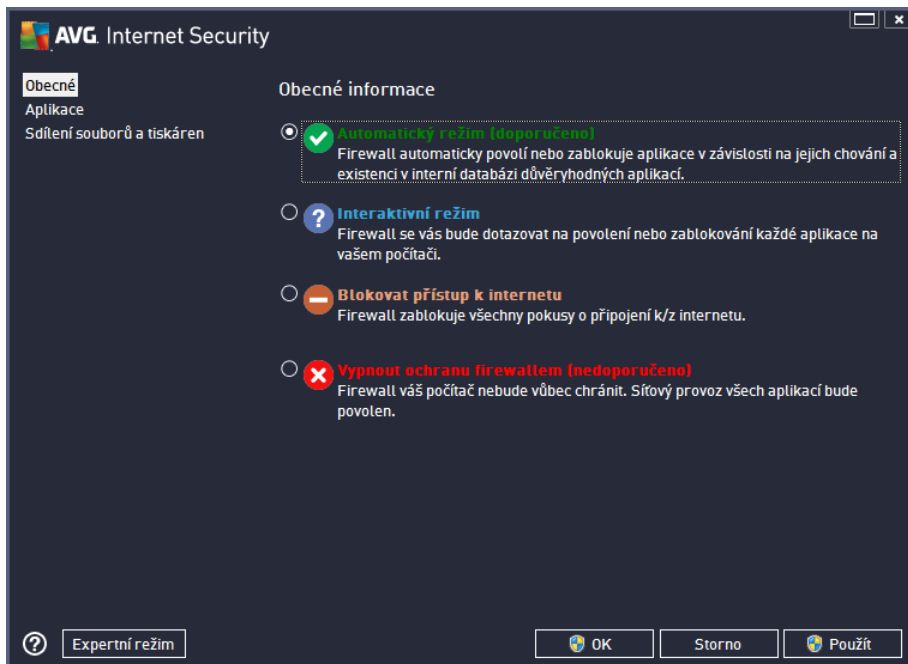 AVG. Internet Security
Obecné
Aplikace
Sdílení souborů a tiskáren
Obecné informace
Automatický režim (doporučeno)
Firewall automaticky povolí nebo zablokuje aplikace v závislosti na jejich chování a
existenci v interní databázi důvěryhodných aplikací.
Interaktivní režim
Firewall se vás bude dotazovat na povolení nebo zablokování každé aplikace na
vašem počítači.
Blokovat přístup k internetu
Firewall zablokuje všechny pokusy o připojení k/z internetu.
Vypnout ochranu firewallem (nedoporučeno)
Firewall váš počítač nebude vůbec chránit. Síťový provoz všech aplikací bude
povolen.
Expertní režim
OK
Storno
Použít